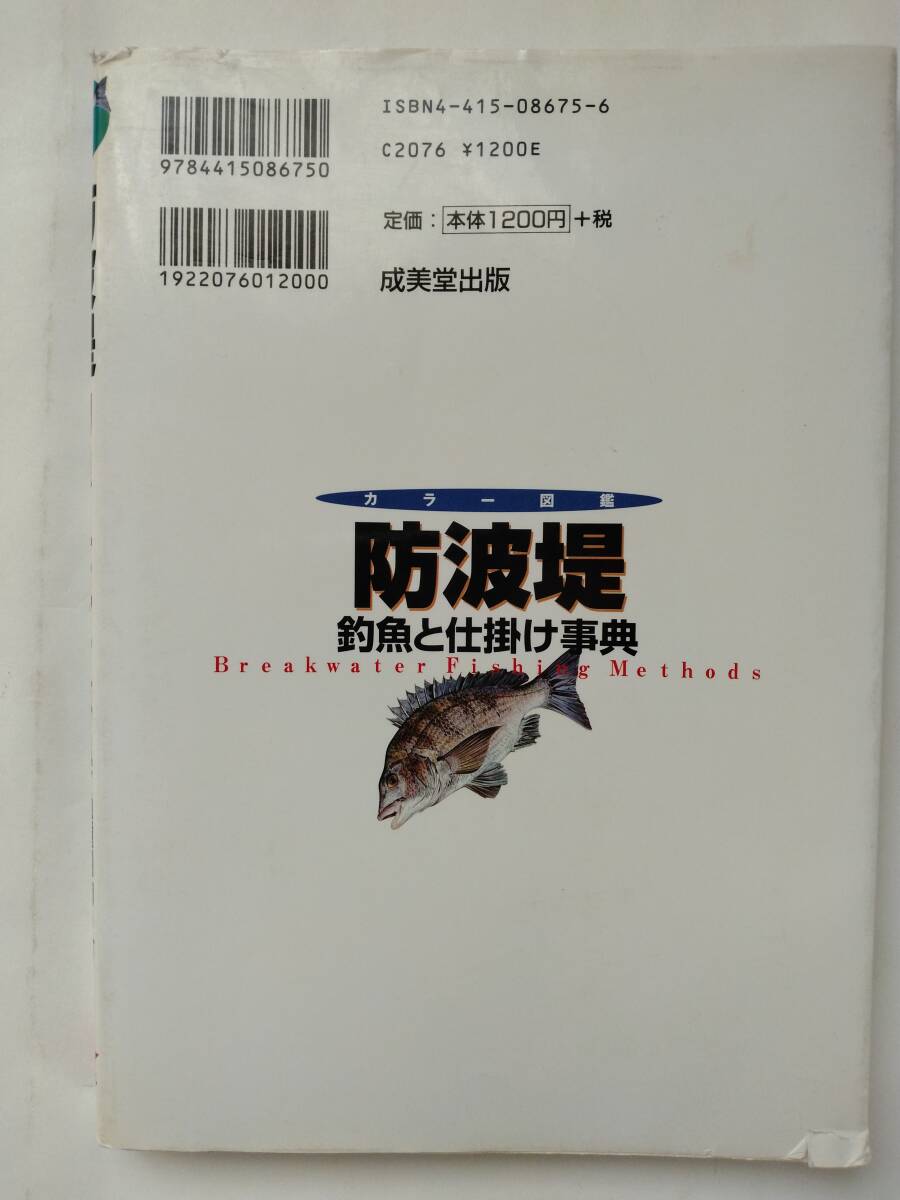 ISBN4-415-08675-6
C2076 ¥1200E
9784415086750
定価：本体1200円+税
1922076012000
成美堂出版
カラー図鑑
防波堤
釣魚と仕掛け事典
Breakwater Fishing Methods